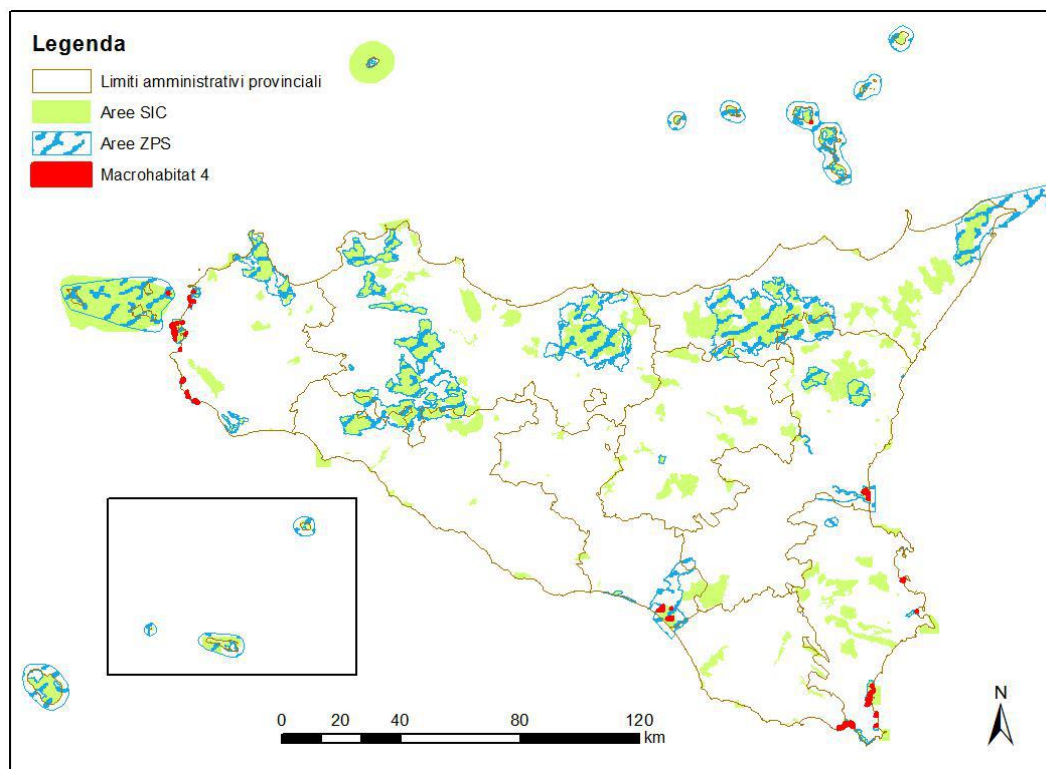 Legenda
Limiti amministrativi provinciali
Aree SIC
Aree ZPS
Macrohabitat 4
N
0 20 40 80 120
km